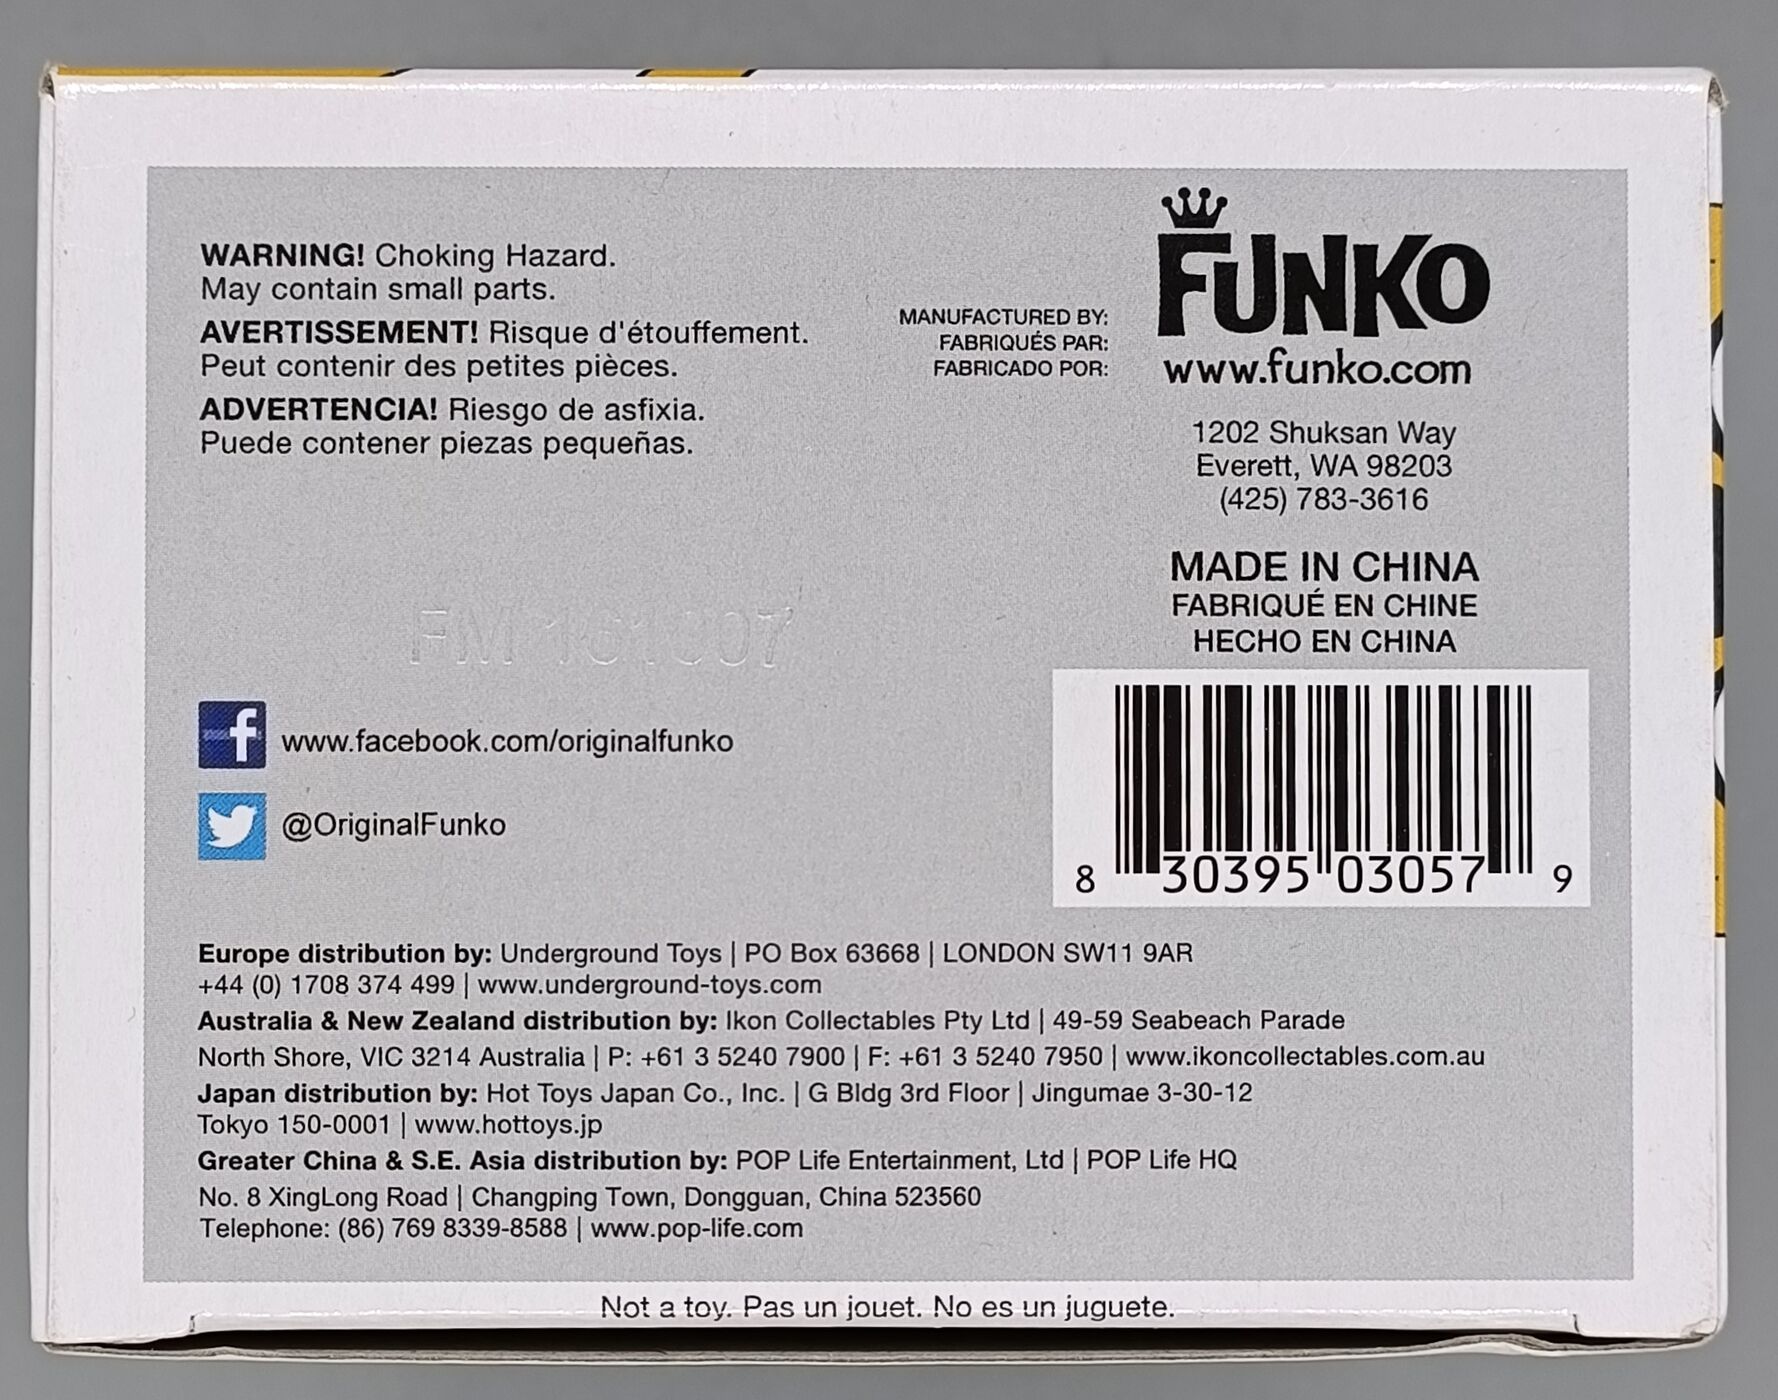 WARNING! Choking Hazard.
May contain small parts.
AVERTISSEMENT! Risque d'étouffement.
Peut contenir des petites pièces.
ADVERTENCIA! Riesgo de asfixia.
Puede contener piezas pequeñas.
MANUFACTURED BY:
FABRIQUÉS PAR:
FABRICADO POR:
FUNKO
www.funko.com
1202 Shuksan Way
Everett, WA 98203
(425) 783-3616
MADE IN CHINA
FABRIQUÉ EN CHINE
HECHO EN CHINA
FM
www.facebook.com/originalfunko
@OriginalFunko
8 30395 03057 9
Europe distribution by: Underground Toys | PO Box 63668 | LONDON SW11 9AR
+44 (0) 1708 374 499 | www.underground-toys.com
Australia & New Zealand distribution by: Ikon Collectables Pty Ltd | 49-59 Seabeach Parade
North Shore, VIC 3214 Australia | P: +61 3 5240 7900 | F: +61 3 5240 7950 | www.ikoncollectables.com.au
Japan distribution by: Hot Toys Japan Co., Inc. | G Bldg 3rd Floor | Jingumae 3-30-12
Tokyo 150-0001 | www.hottoys.jp
Greater China & S.E. Asia distribution by: POP Life Entertainment, Ltd | POP Life HQ
No. 8 XingLong Road | Changping Town, Dongguan, China 523560
Telephone: (86) 769 8339-8588 | www.pop-life.com
Not a toy. Pas un jouet. No es un juguete.